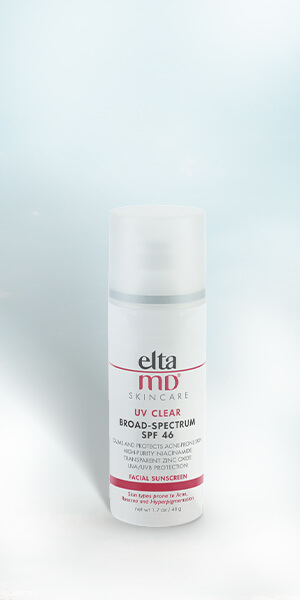 elta
MD®
SKINCARE
UV CLEAR
BROAD-SPECTRUM
SPF 46
CALMS AND PROTECTS ACNE-PRONE SKIN
HIGH-PURITY NIACINAMIDE
TRANSPARENT ZINC OXIDE
UVA/UVB PROTECTION
FACIAL SUNSCREEN
Skin types prone to Acne,
Rosacea and Hyperpigmentation
net wt 1.7 oz / 48 g